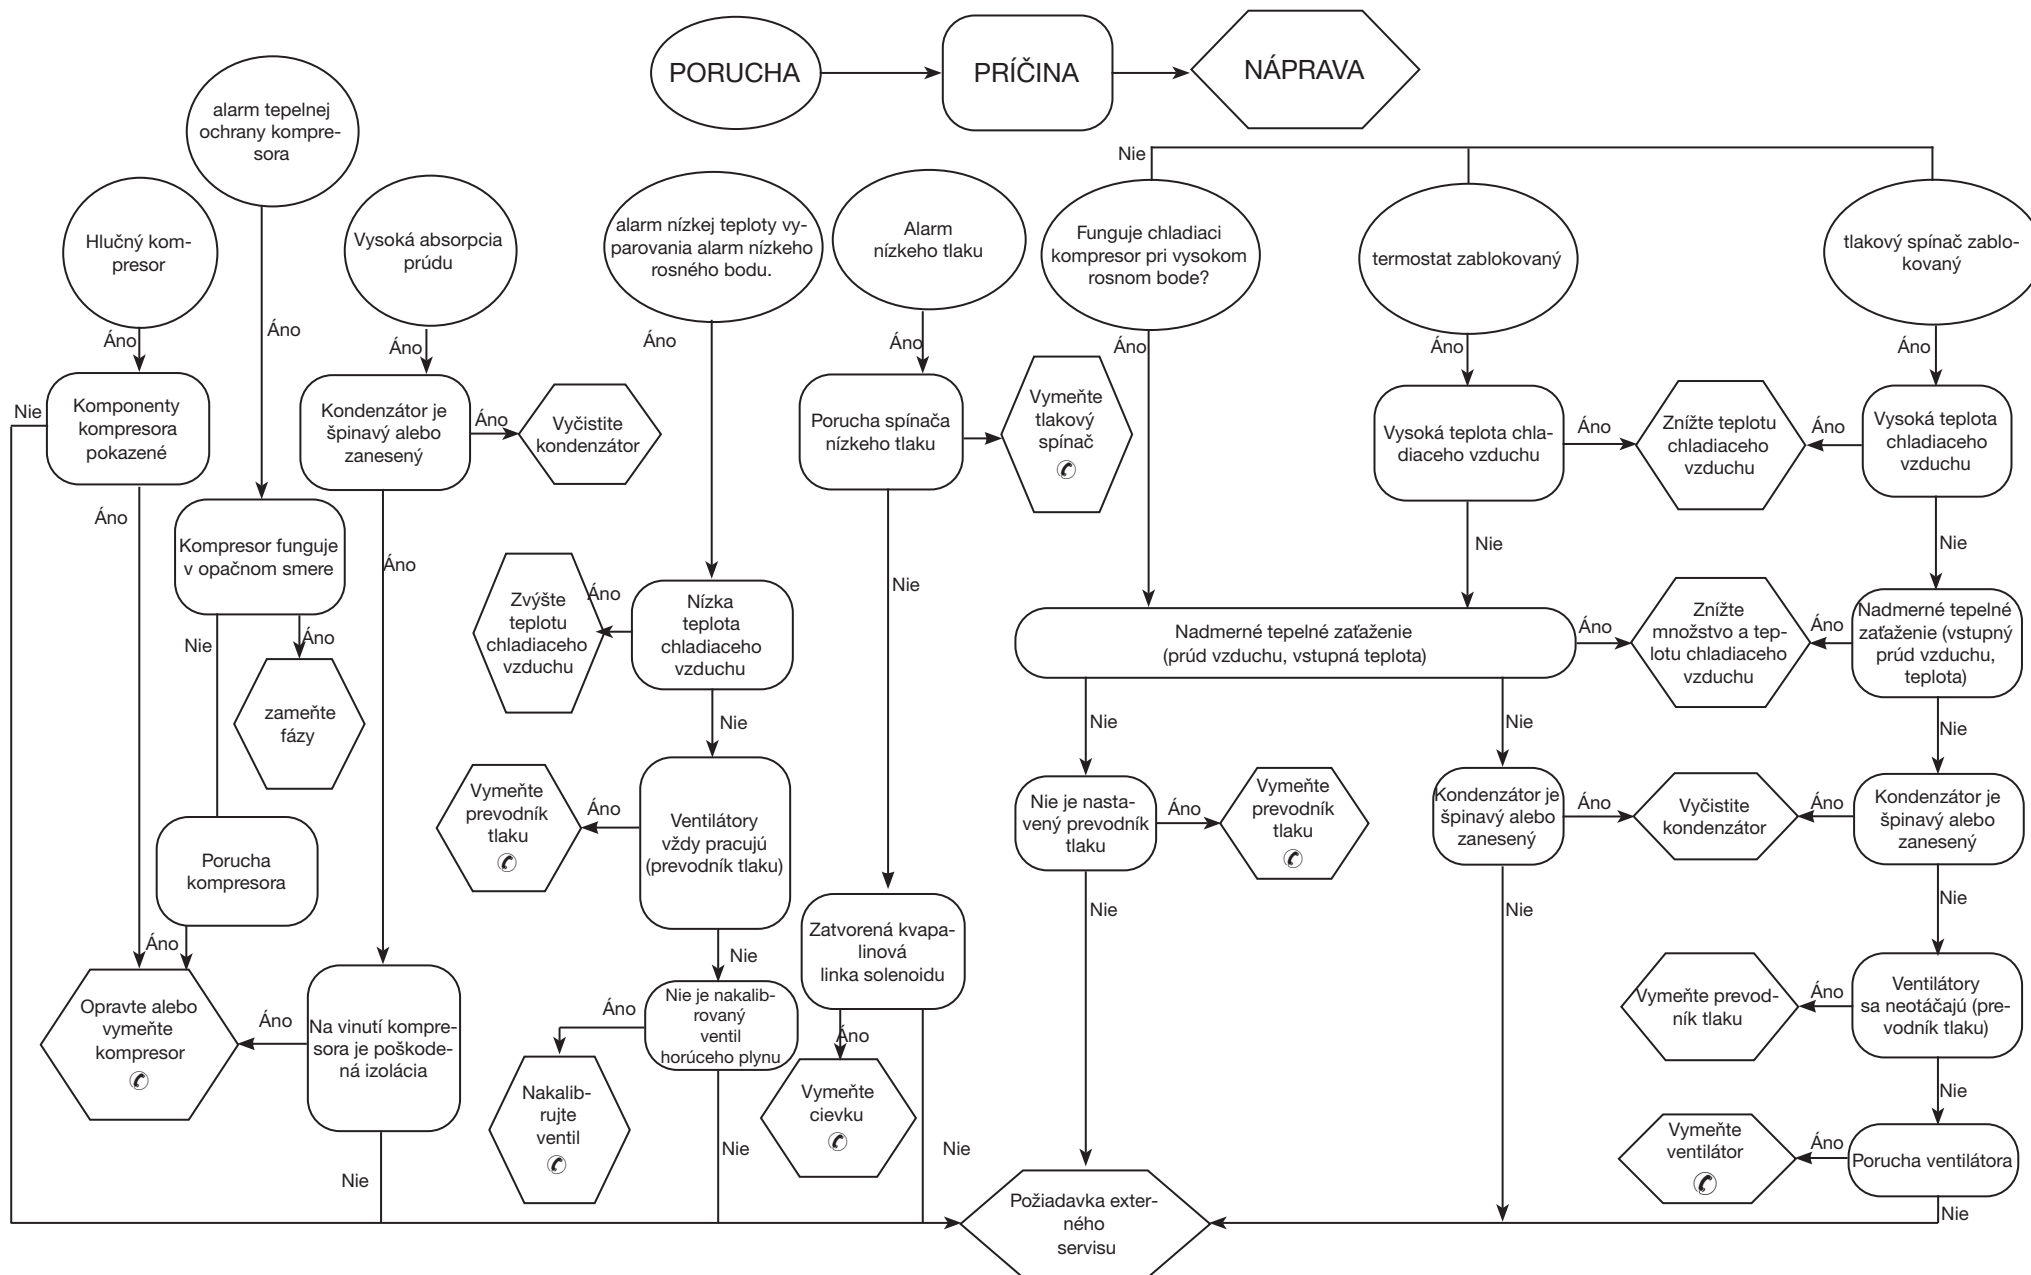 PORUCHA
PRÍČINA
NÁPRAVA
alarm tepelnej
ochrany kompre-
sora
Hlučný kom-
presor
Vysoká absorpcia
prúdu
alarm nízkej teploty vy-
parovania alarm nízkeho
rosného bodu.
Alarm
nízkeho tlaku
Nie
Funguje chladiaci
kompresor pri vysokom
rosnom bode?
termostat zablokovaný
tlakový spínač zablo-
kovaný
Áno
Áno
Áno
Áno
Áno
Áno
Áno
Áno
Nie
Komponenty
kompresora
pokazené
Kondenzátor je
špinavý alebo
zanesený
Áno
Vyčistite
kondenzátor
Porucha spínača
nízkeho tlaku
Vymeňte
tlakový
spínač
✆
Vysoká teplota chla-
diaceho vzduchu
Áno
Znížte teplotu
chladiaceho
vzduchu
Áno
Vysoká teplota
chladiaceho
vzduchu
Áno
Kompresor funguje
v opačnom smere
Áno
Nie
Nie
Nie
Zvýšte
teplotu
chladiaceho
vzduchu
Áno
Nízka
teplota
chladiaceho
vzduchu
Nadmerné tepelné zaťaženie
(prúd vzduchu, vstupná teplota)
Áno
Znížte
množstvo a tep-
lotu chladiaceho
vzduchu
Áno
Nadmerné tepelné
zaťaženie (vstupný
prúd vzduchu,
teplota)
Nie
Áno
zameňte
fázy
Nie
Nie
Nie
Nie
Vymeňte
prevodník
tlaku
✆
Áno
Ventilátory
vždy pracujú
(prevodník tlaku)
Nie je nasta-
vený prevodník
tlaku
Áno
Vymeňte
prevodník
tlaku
✆
Kondenzátor je
špinavý alebo
zanesený
Áno
Vyčistite
kondenzátor
Áno
Kondenzátor je
špinavý alebo
zanesený
Porucha
kompresora
Nie
Nie
Nie
Áno
Nie
Zatvorená kvapa-
linová
linka solenoidu
Opravte alebo
vymeňte
kompresor
✆
Áno
Na vinutí kompre-
sora je poškode-
ná izolácia
Áno
Nie je nakalib-
rovaný
ventil
horúceho plynu
Vymeňte prevod-
ník tlaku
Áno
Ventilátory
sa neotáčajú (pre-
vodník tlaku)
Áno
Nakalib-
rujte
ventil
✆
Vymeňte
cievku
✆
Nie
Nie
Nie
Nie
Vymeňte
ventilátor
✆
Áno
Porucha ventilátora
Požiadavka exter-
ného
servisu
Nie